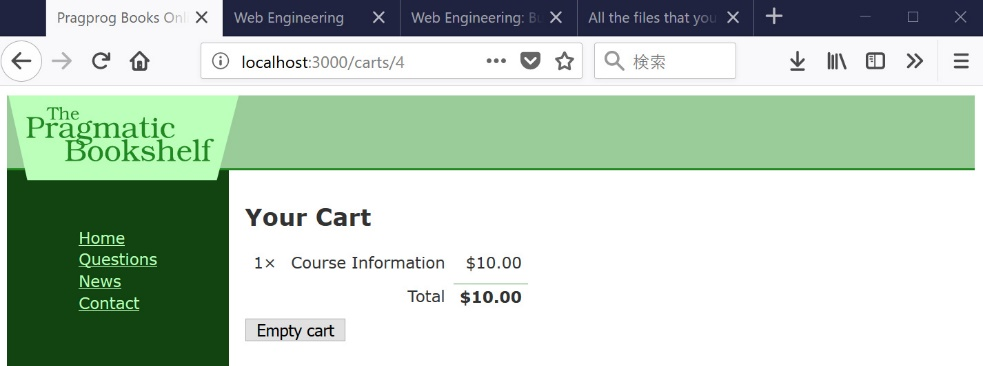 Pragprog Books Onl
Web Engineering
Web Engineering: Bu
All the files that you
localhost:3000/carts/4
検索
The
Pragmatic
Bookshelf
Home
Questions
News
Contact
Your Cart
1× Course Information $10.00
Total $10.00
Empty cart